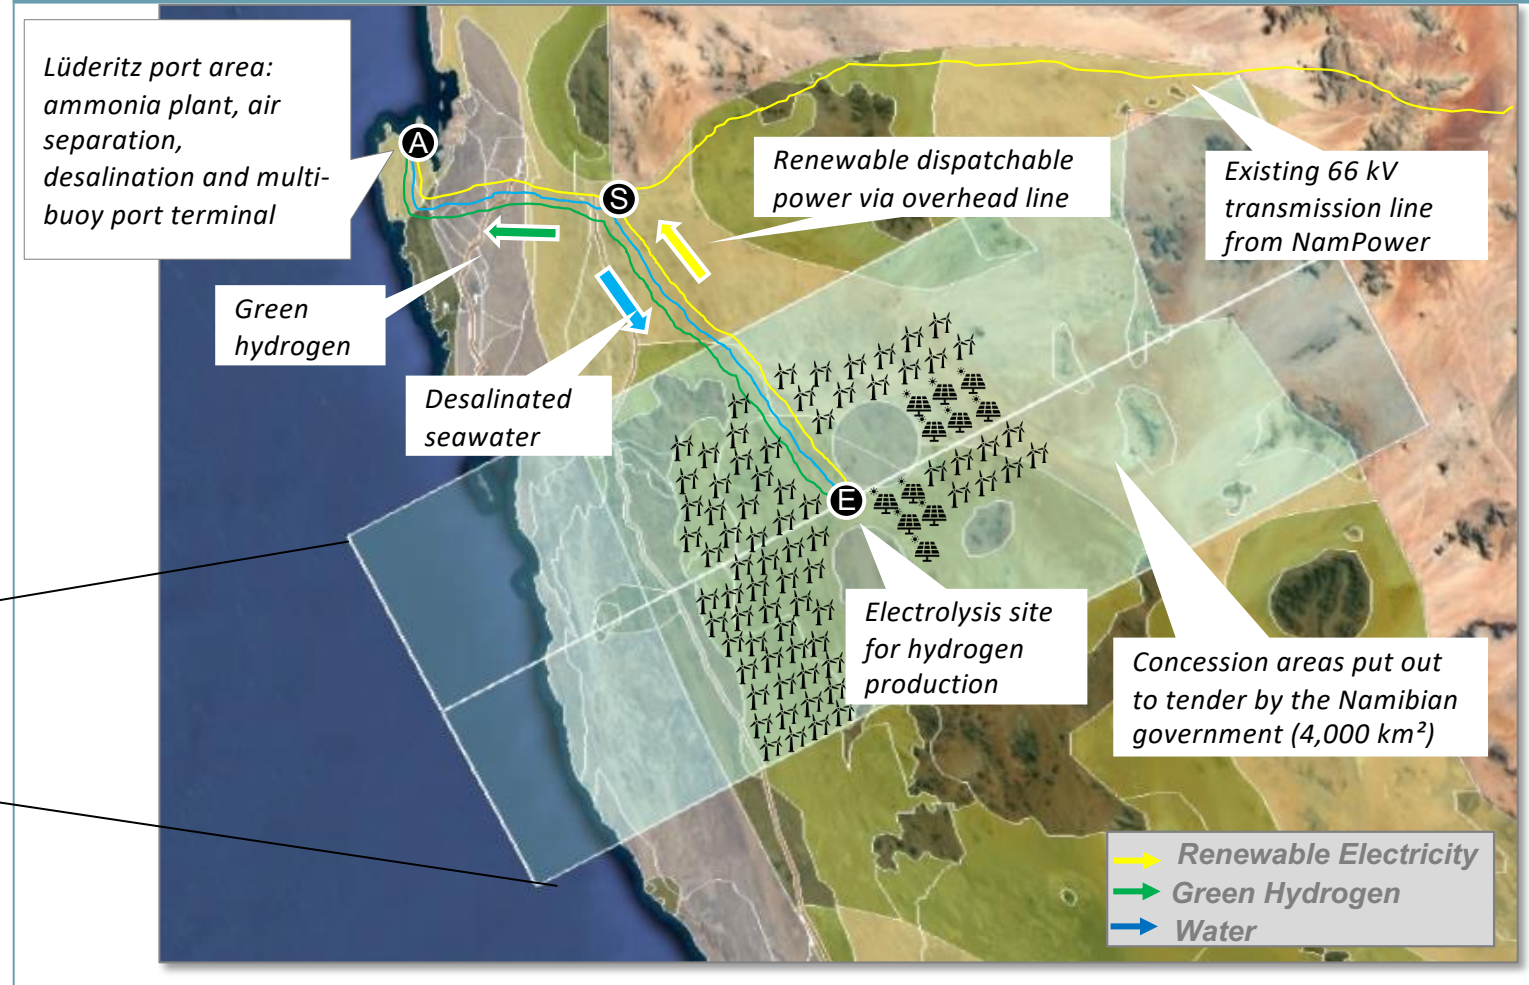 Lüderitz port area:
ammonia plant, air
separation,
desalination and multi-
buoy port terminal
A
S
Renewable dispatchable
power via overhead line
Existing 66 kV
transmission line
from NamPower
Green
hydrogen
Desalinated
seawater
E
Electrolysis site
for hydrogen
production
Concession areas put out
to tender by the Namibian
government (4,000 km²)
Renewable Electricity
Green Hydrogen
Water